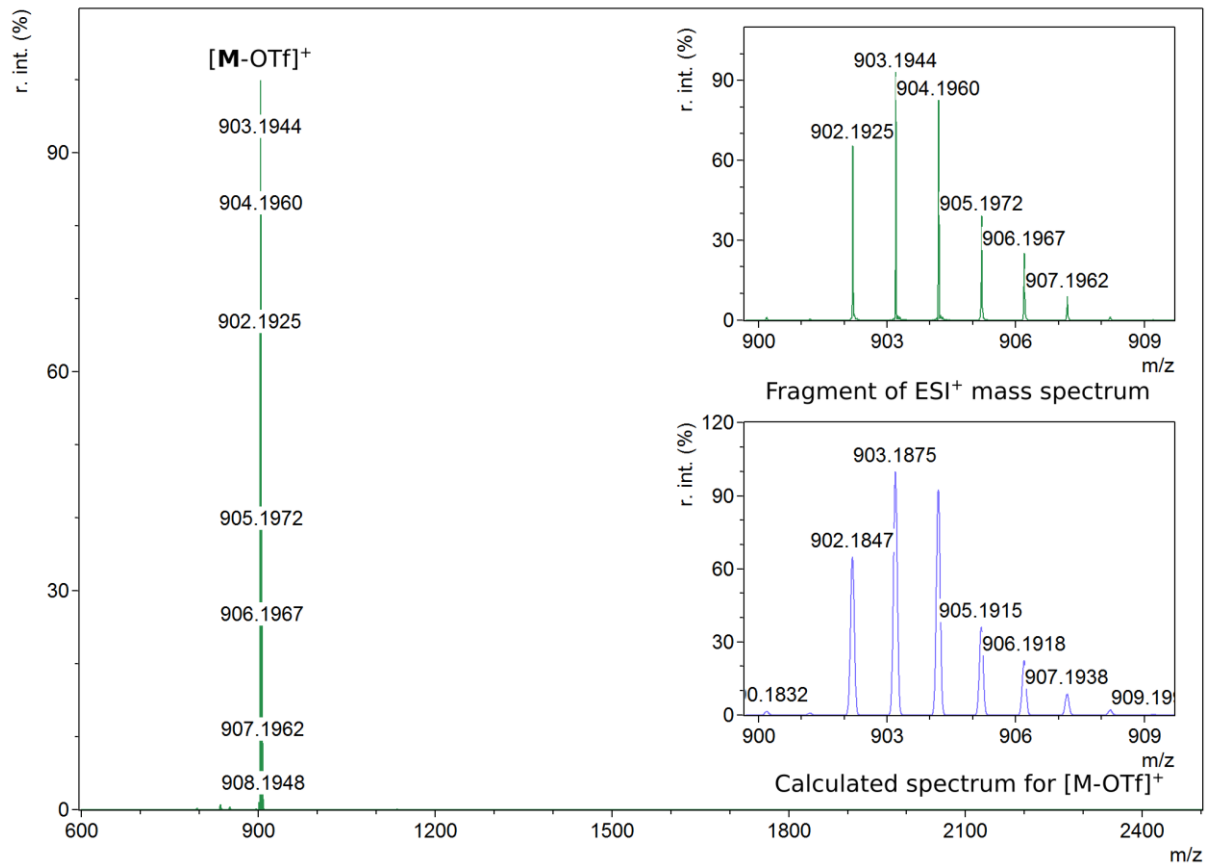 r. int. (%)
[M-OTf]⁺
903.1944
904.1960
902.1925
905.1972
906.1967
907.1962
908.1948
90
60
30
0
600 900 1200 1500 1800 2100 2400
m/z
r. int. (%)
903.1944
904.1960
902.1925
905.1972
906.1967
907.1962
90
60
30
0
900 903 906 909
m/z
Fragment of ESI⁺ mass spectrum
r. int. (%)
120
903.1875
902.1847
905.1915
906.1918
907.1938
0.1832
909.19
90
60
30
0
900 903 906 909
m/z
Calculated spectrum for [M-OTf]⁺